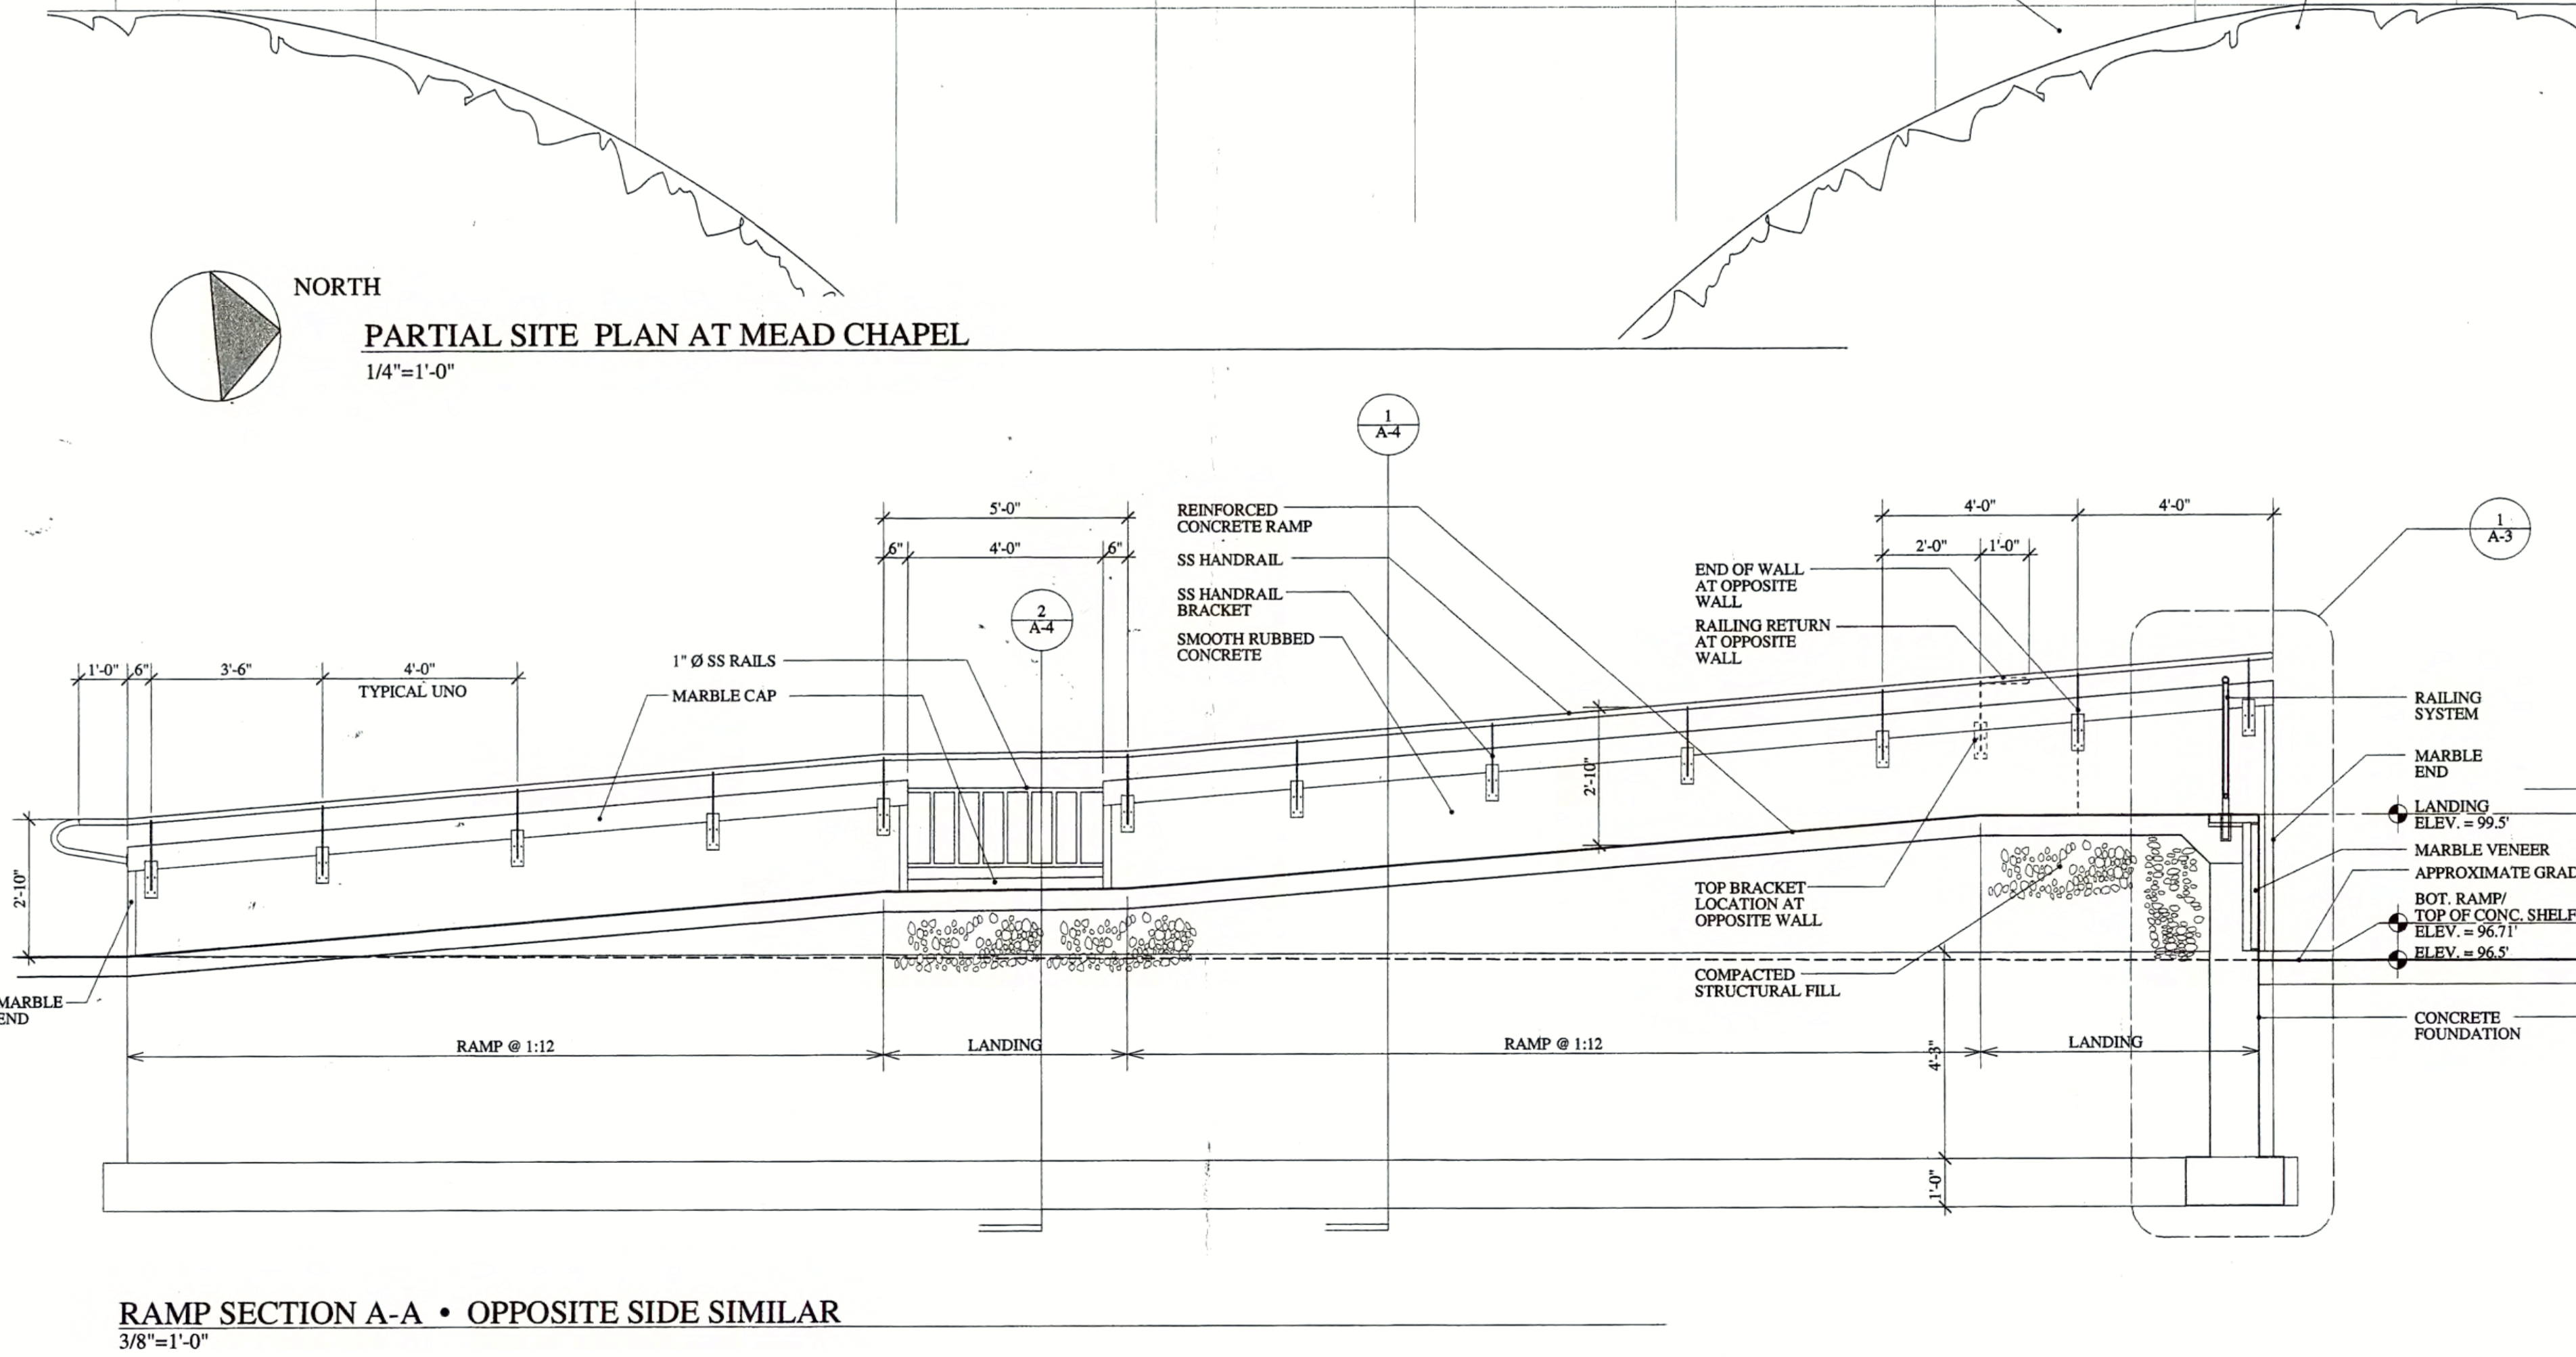 NORTH
PARTIAL SITE PLAN AT MEAD CHAPEL
1/4"=1'-0"
1
A-4
5'-0"
6"
4'-0"
6"
2
A-4
REINFORCED
CONCRETE RAMP
SS HANDRAIL
SS HANDRAIL
BRACKET
SMOOTH RUBBED
CONCRETE
4'-0"
4'-0"
2'-0"
1'-0"
1
A-3
END OF WALL
AT OPPOSITE
WALL
RAILING RETURN
AT OPPOSITE
WALL
1'-0"
6"
3'-6"
4'-0"
TYPICAL UNO
1" Ø SS RAILS
MARBLE CAP
2'-10"
2'-10"
RAILING
SYSTEM
MARBLE
END
LANDING
ELEV. = 99.5'
MARBLE VENEER
APPROXIMATE GRAD
BOT. RAMP/
TOP OF CONC. SHELF
ELEV. = 96.71'
ELEV. = 96.5'
TOP BRACKET
LOCATION AT
OPPOSITE WALL
COMPACTED
STRUCTURAL FILL
MARBLE
END
CONCRETE
FOUNDATION
RAMP @ 1:12
LANDING
RAMP @ 1:12
4'-3"
LANDING
1'-0"
RAMP SECTION A-A • OPPOSITE SIDE SIMILAR
3/8"=1'-0"